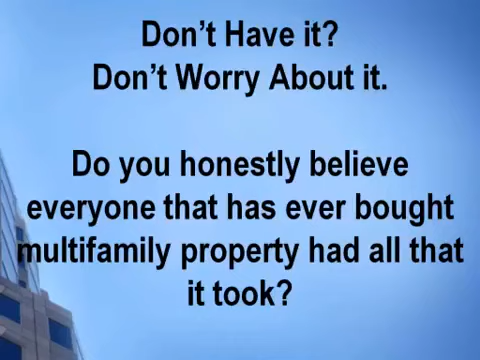 Don’t Have it?
Don’t Worry About it.
Do you honestly believe
everyone that has ever bought
multifamily property had all that
it took?